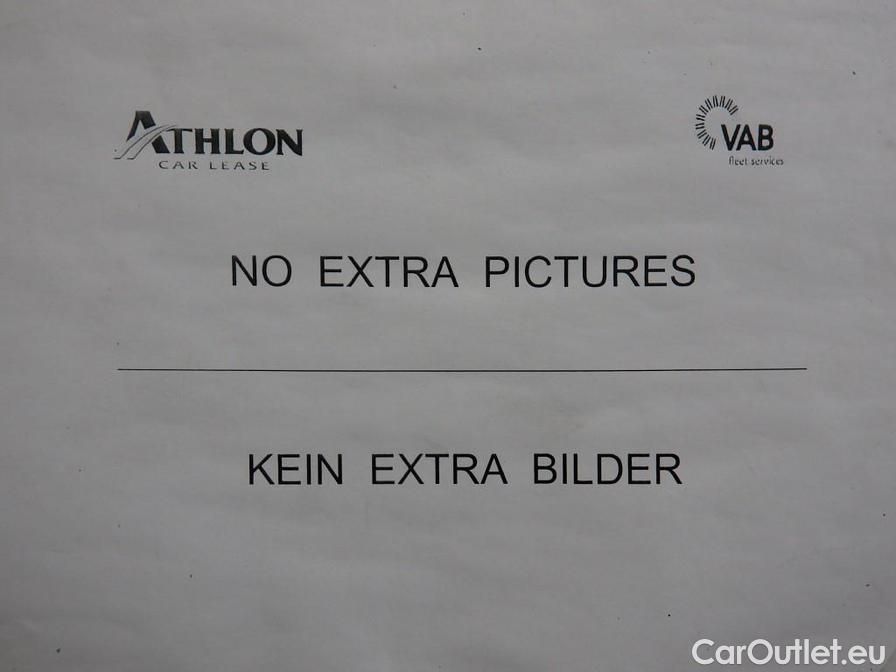 ATHLON
CAR LEASE
VAB
fleet services
NO EXTRA PICTURES
KEIN EXTRA BILDER
CarOutlet.eu